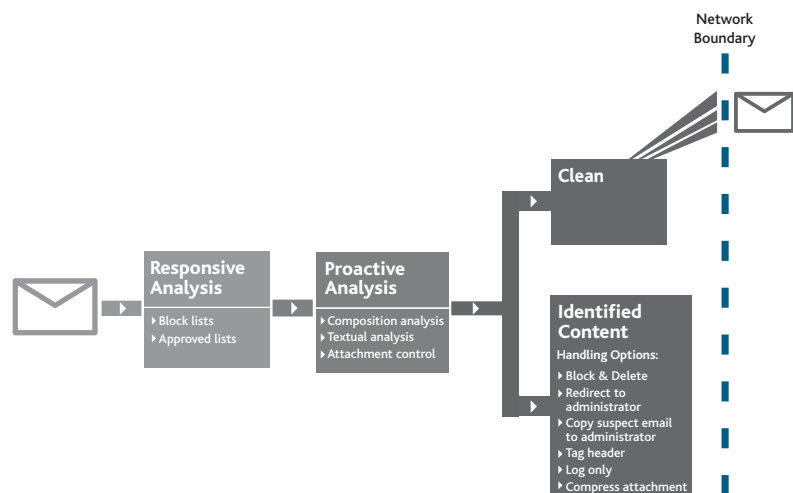 Network
Boundary
Clean
Responsive
Analysis
Block lists
Approved lists
Proactive
Analysis
Composition analysis
Textual analysis
Attachment control
Identified
Content
Handling Options:
Block & Delete
Redirect to
administrator
Copy suspect email
to administrator
Tag header
Log only
Compress attachment